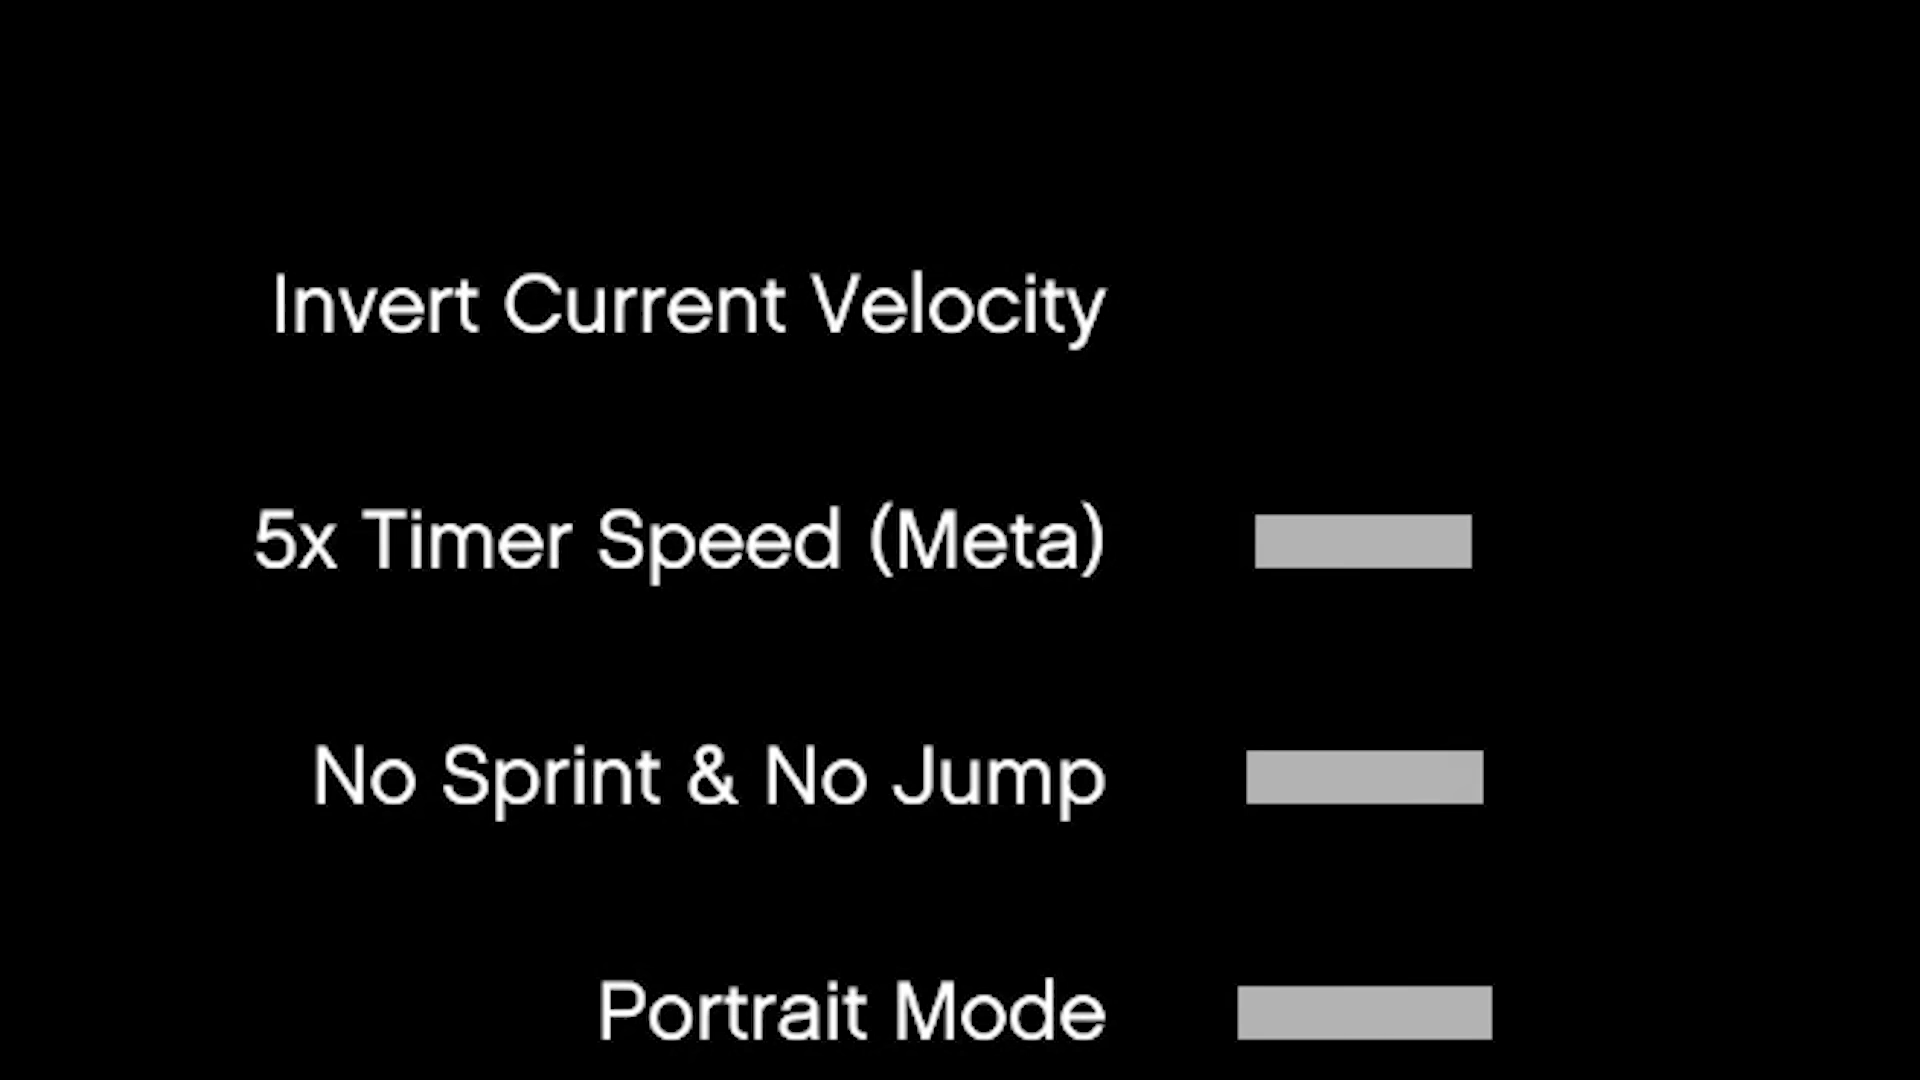 Invert Current Velocity
5x Timer Speed (Meta)
No Sprint & No Jump
Portrait Mode